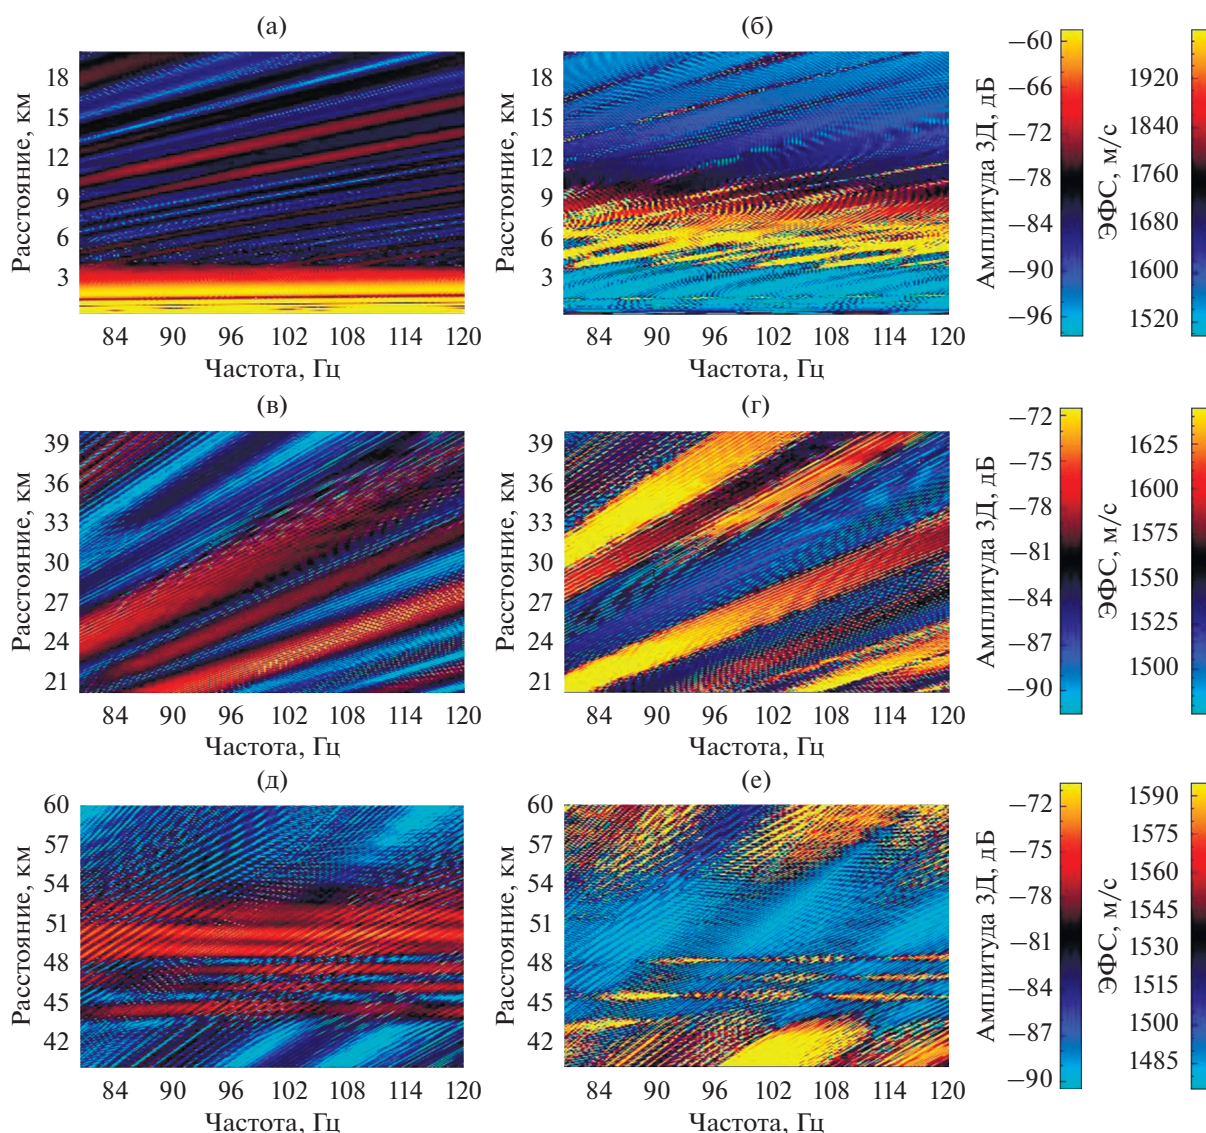 (а)
(б)
Расстояние, км
18
15
12
9
6
3
84 90 96 102 108 114 120
Частота, Гц
Расстояние, км
18
15
12
9
6
3
84 90 96 102 108 114 120
Частота, Гц
Амплитуда ЗД, дБ
−60
−66
−72
−78
−84
−90
−96
ЭФС, м/с
1920
1840
1760
1680
1600
1520
(в)
(г)
Расстояние, км
39
36
33
30
27
24
21
84 90 96 102 108 114 120
Частота, Гц
Расстояние, км
39
36
33
30
27
24
21
84 90 96 102 108 114 120
Частота, Гц
Амплитуда ЗД, дБ
−72
−75
−78
−81
−84
−87
−90
ЭФС, м/с
1625
1600
1575
1550
1525
1500
(д)
(е)
Расстояние, км
60
57
54
51
48
45
42
84 90 96 102 108 114 120
Частота, Гц
Расстояние, км
60
57
54
51
48
45
42
84 90 96 102 108 114 120
Частота, Гц
Амплитуда ЗД, дБ
−72
−75
−78
−81
−84
−87
−90
ЭФС, м/с
1590
1575
1560
1545
1530
1515
1500
1485